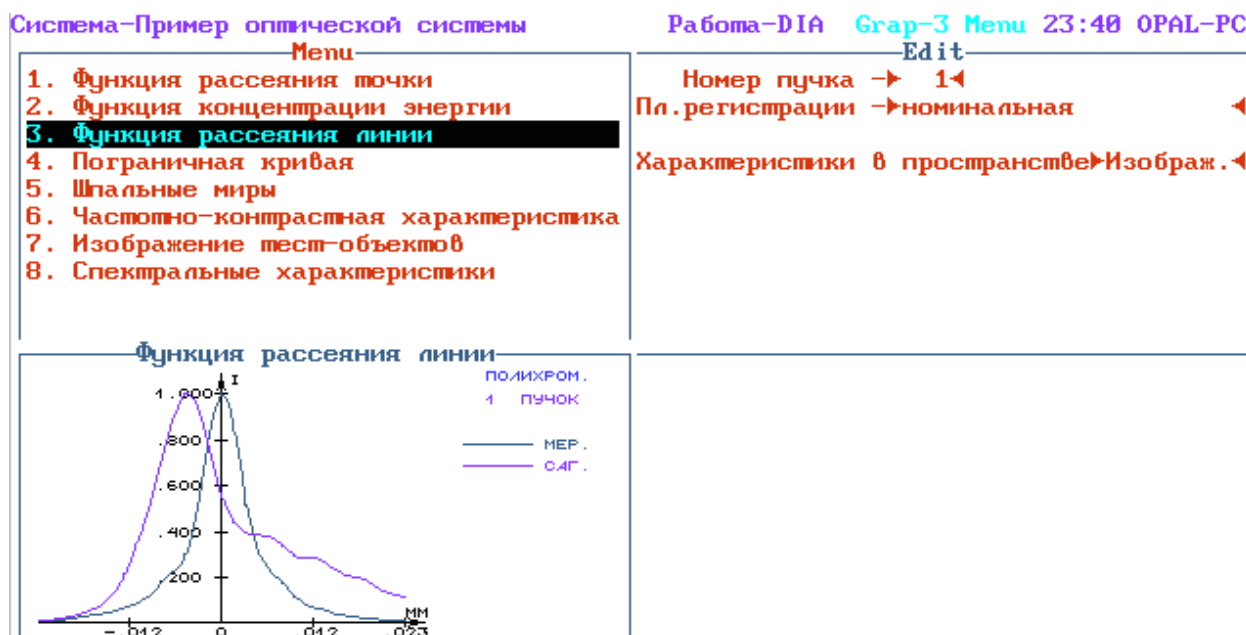 Система-Пример оптической системы Работа-DIA Grap-3 Menu 23:40 OPAL-PC
Menu
1. Функция рассеяния точки
2. Функция концентрации энергии
3. Функция рассеяния линии
4. Пограничная кривая
5. Шпальные миры
6. Частотно-контрастная характеристика
7. Изображение тест-объектов
8. Спектральные характеристики
Edit
Номер пучка → 1
Пл.регистрации →номинальная
Характеристики в пространстве Изображ.
Функция рассеяния линии
I
ПОЛИХРОМ.
1 ПУЧОК
МЕР.
САГ.
1.000
.800
.600
.400
.200
ММ
-.012 0 .012 .023